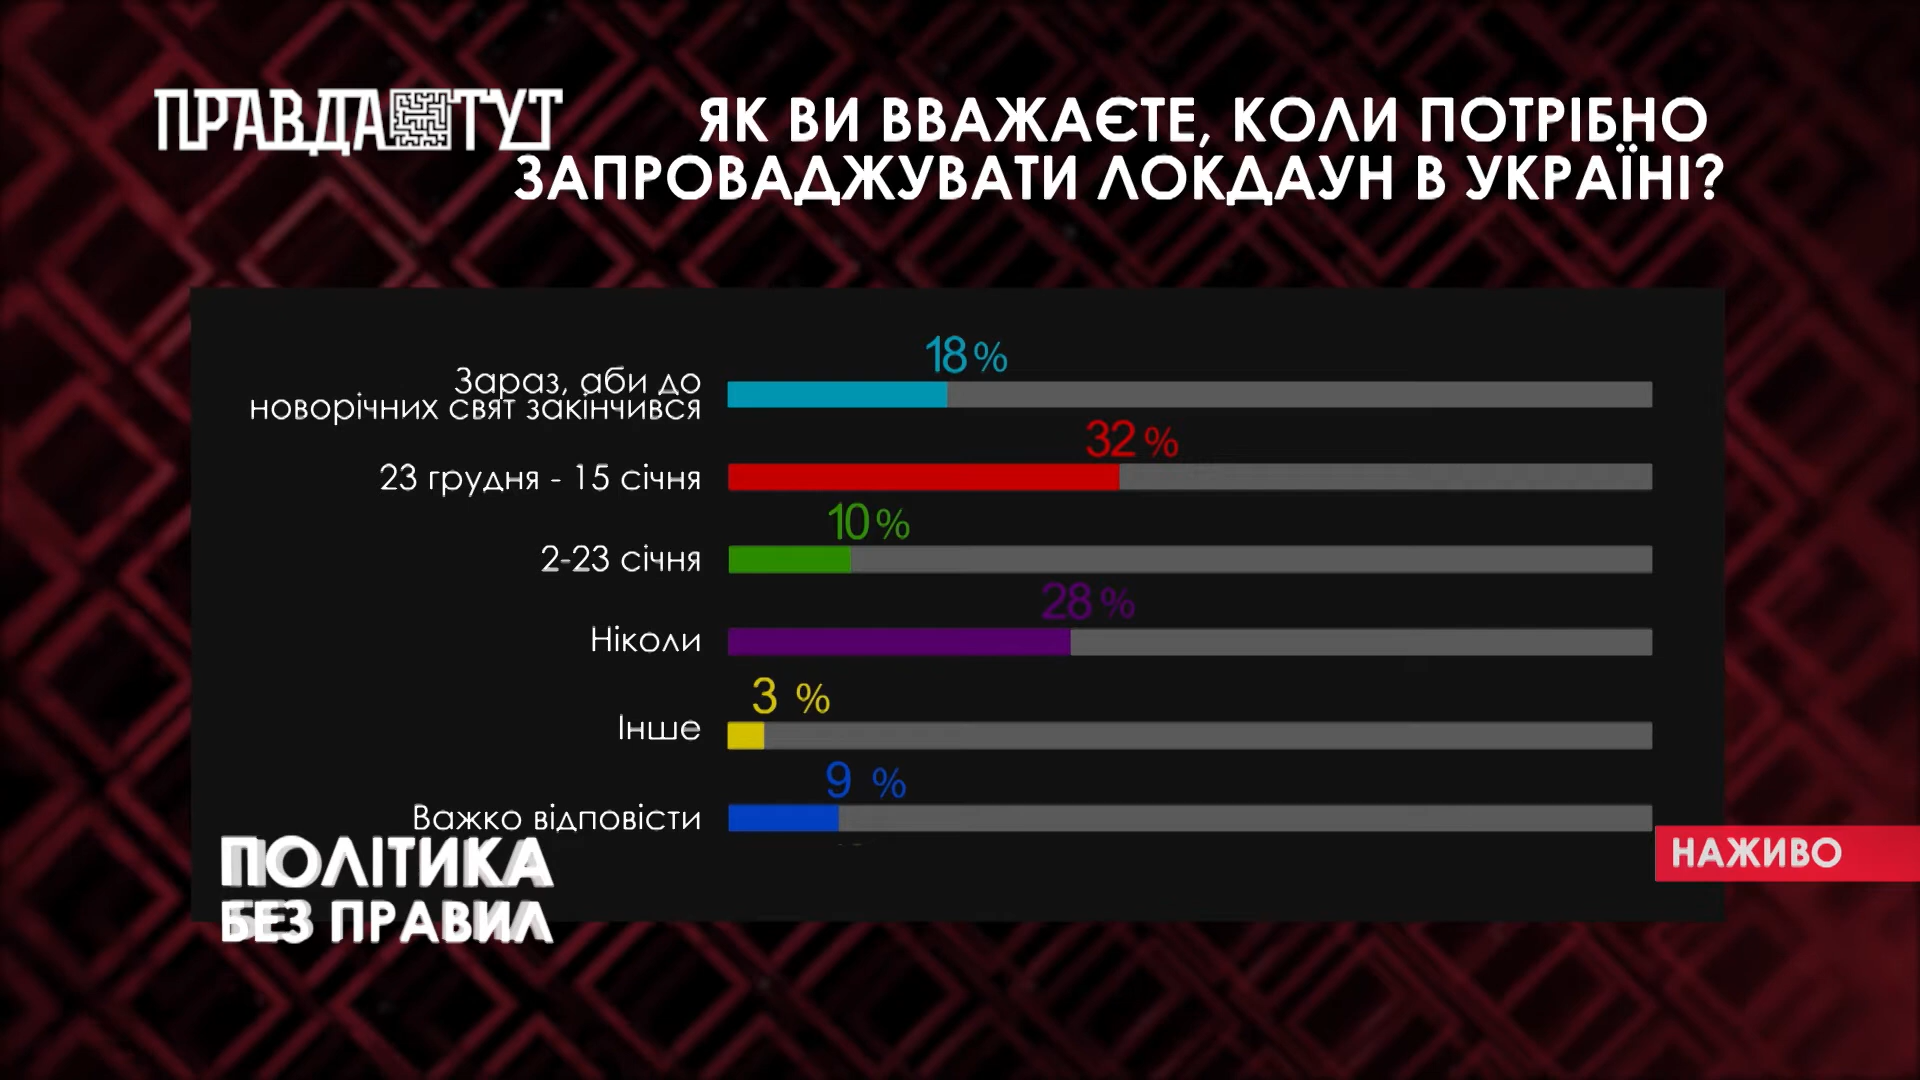 ПРАВДА ТУТ
ЯК ВИ ВВАЖАЄТЕ, КОЛИ ПОТРІБНО
ЗАПРОВАДЖУВАТИ ЛОКДАУН В УКРАЇНІ?
18 %
Зараз, аби до
новорічних свят закінчився
32 %
23 грудня - 15 січня
10 %
2-23 січня
28 %
Ніколи
3 %
Інше
9 %
Важко відповісти
ПОЛІТИКА
БЕЗ ПРАВИЛ
НАЖИВО